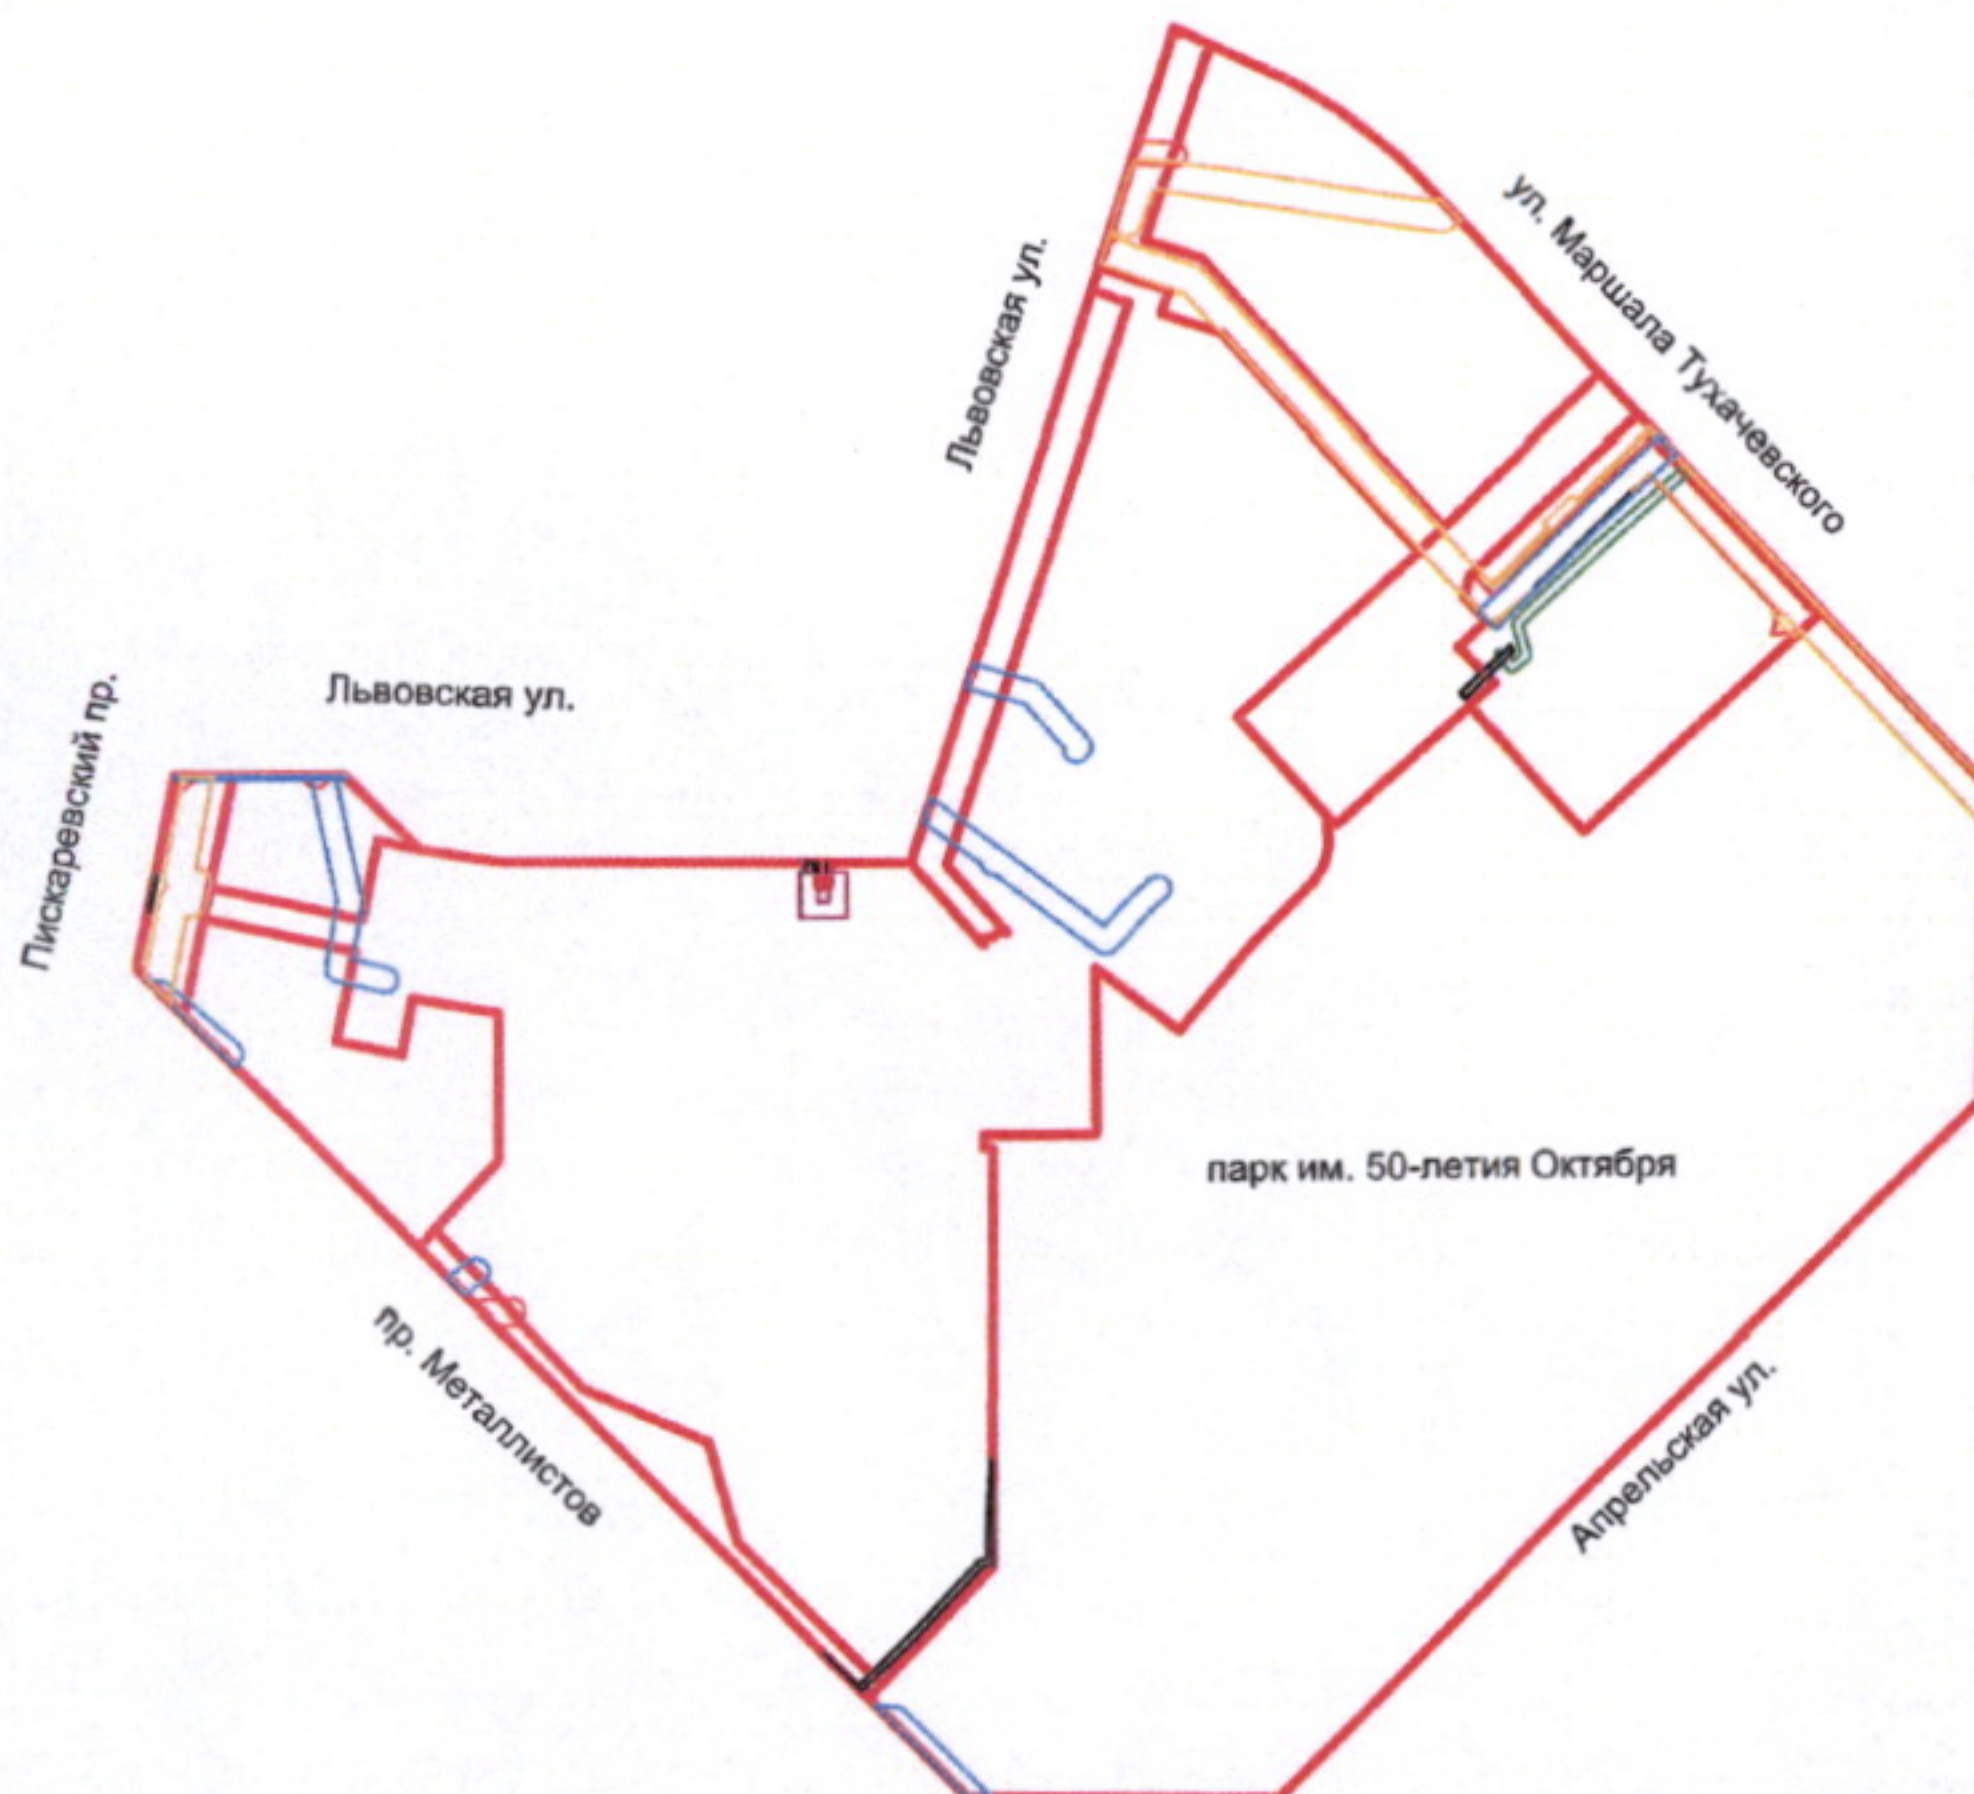 ул. Маршала Тухачевского
Львовская ул.
Львовская ул.
Пискаревский пр.
парк им. 50-летия Октября
пр. Металлистов
Апрельская ул.